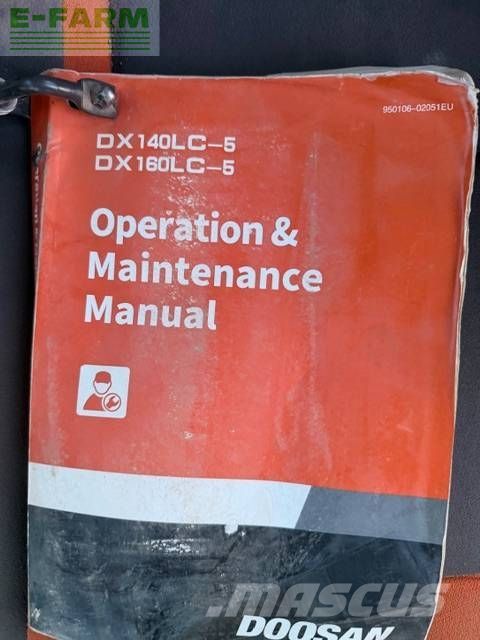 E-FARM
950106-02051EU
DX140LC-5
DX160LC-5
Operation &
Maintenance
Manual
MASCUS
DOOSAN